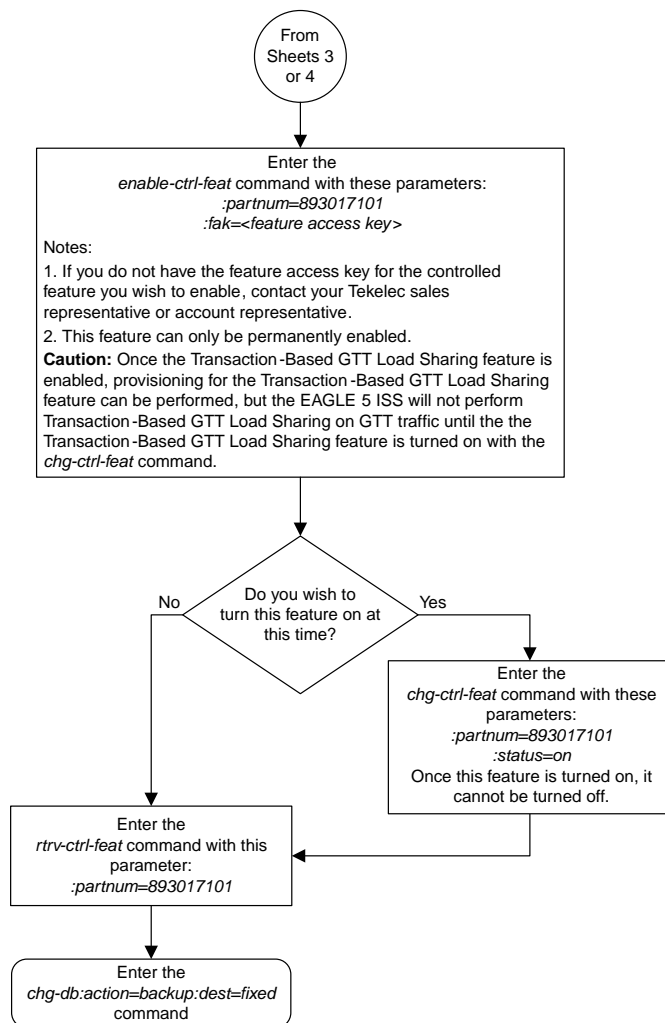 From
Sheets 3
or 4
Enter the
enable-ctrl-feat command with these parameters:
:partnum=893017101
:fak=<feature access key>
Notes:
1. If you do not have the feature access key for the controlled
feature you wish to enable, contact your Tekelec sales
representative or account representative.
2. This feature can only be permanently enabled.
Caution: Once the Transaction-Based GTT Load Sharing feature is
enabled, provisioning for the Transaction-Based GTT Load Sharing
feature can be performed, but the EAGLE 5 ISS will not perform
Transaction-Based GTT Load Sharing on GTT traffic until the the
Transaction-Based GTT Load Sharing feature is turned on with the
chg-ctrl-feat command.
Do you wish to
turn this feature on at
this time?
No
Yes
Enter the
chg-ctrl-feat command with these
parameters:
:partnum=893017101
:status=on
Once this feature is turned on, it
cannot be turned off.
Enter the
rtrv-ctrl-feat command with this
parameter:
:partnum=893017101
Enter the
chg-db:action=backup:dest=fixed
command